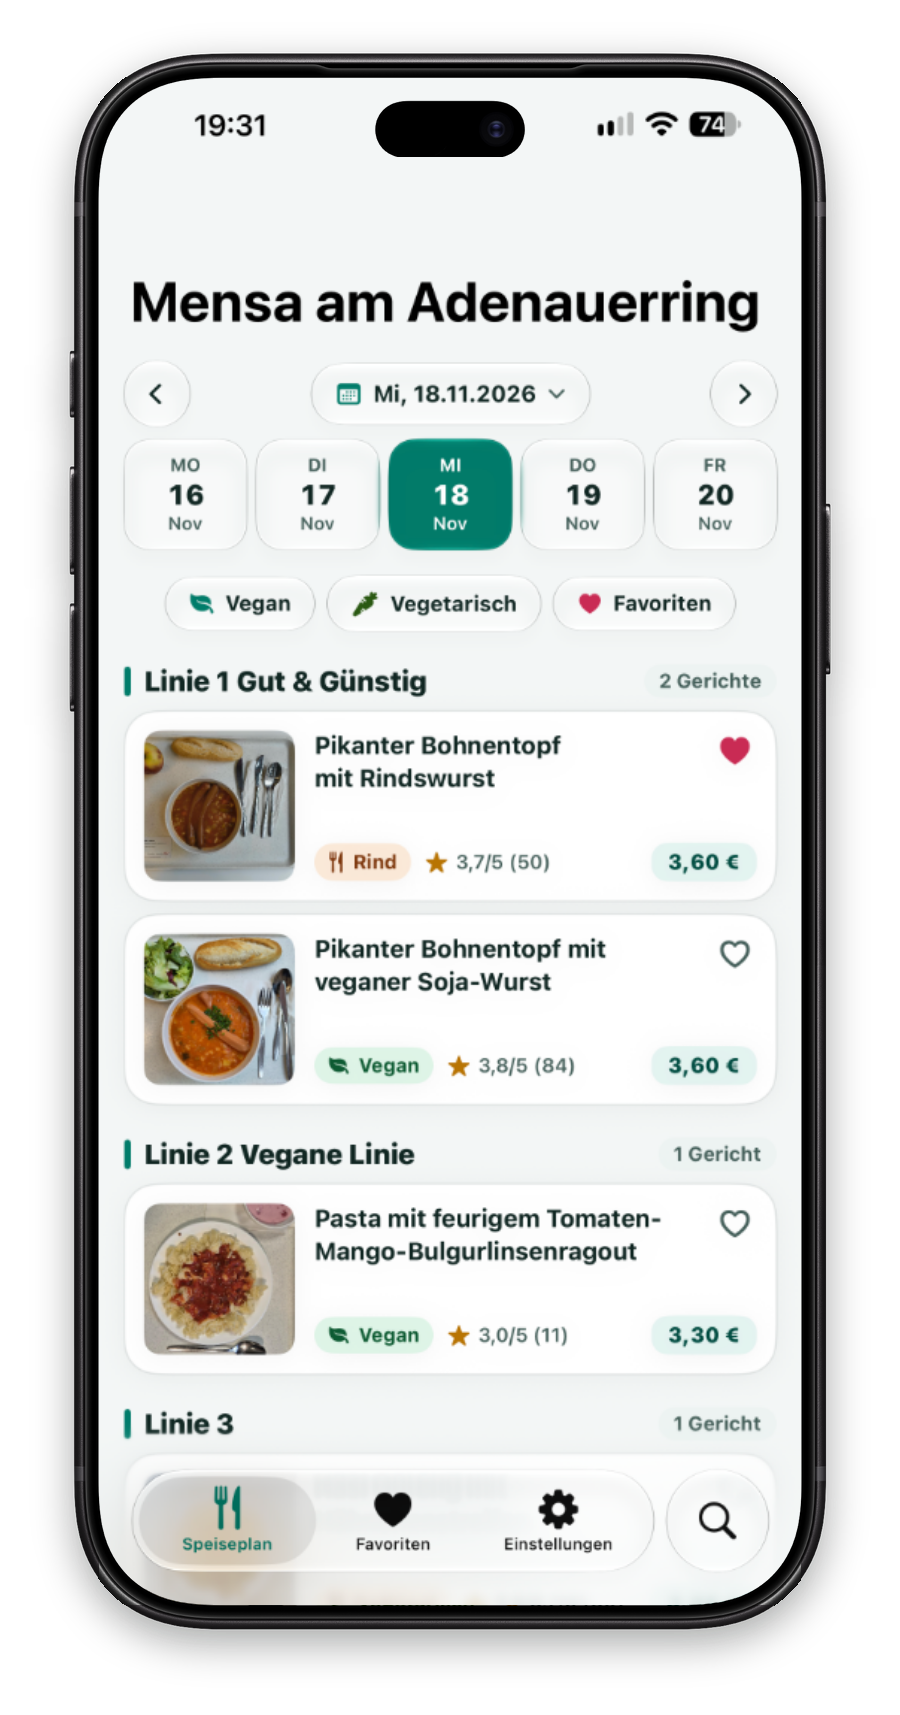 19:31
74
Mensa am Adenauerring
Mi, 18.11.2026
MO
16
Nov
DI
17
Nov
MI
18
Nov
DO
19
Nov
FR
20
Nov
Vegan
Vegetarisch
Favoriten
Linie 1 Gut & Günstig
2 Gerichte
Pikanter Bohnentopf
mit Rindswurst
Rind
3,7/5 (50)
3,60 €
Pikanter Bohnentopf mit
veganer Soja-Wurst
Vegan
3,8/5 (84)
3,60 €
Linie 2 Vegane Linie
1 Gericht
Pasta mit feurigem Tomaten-
Mango-Bulgurlinsenragout
Vegan
3,0/5 (11)
3,30 €
Linie 3
1 Gericht
Speiseplan
Favoriten
Einstellungen